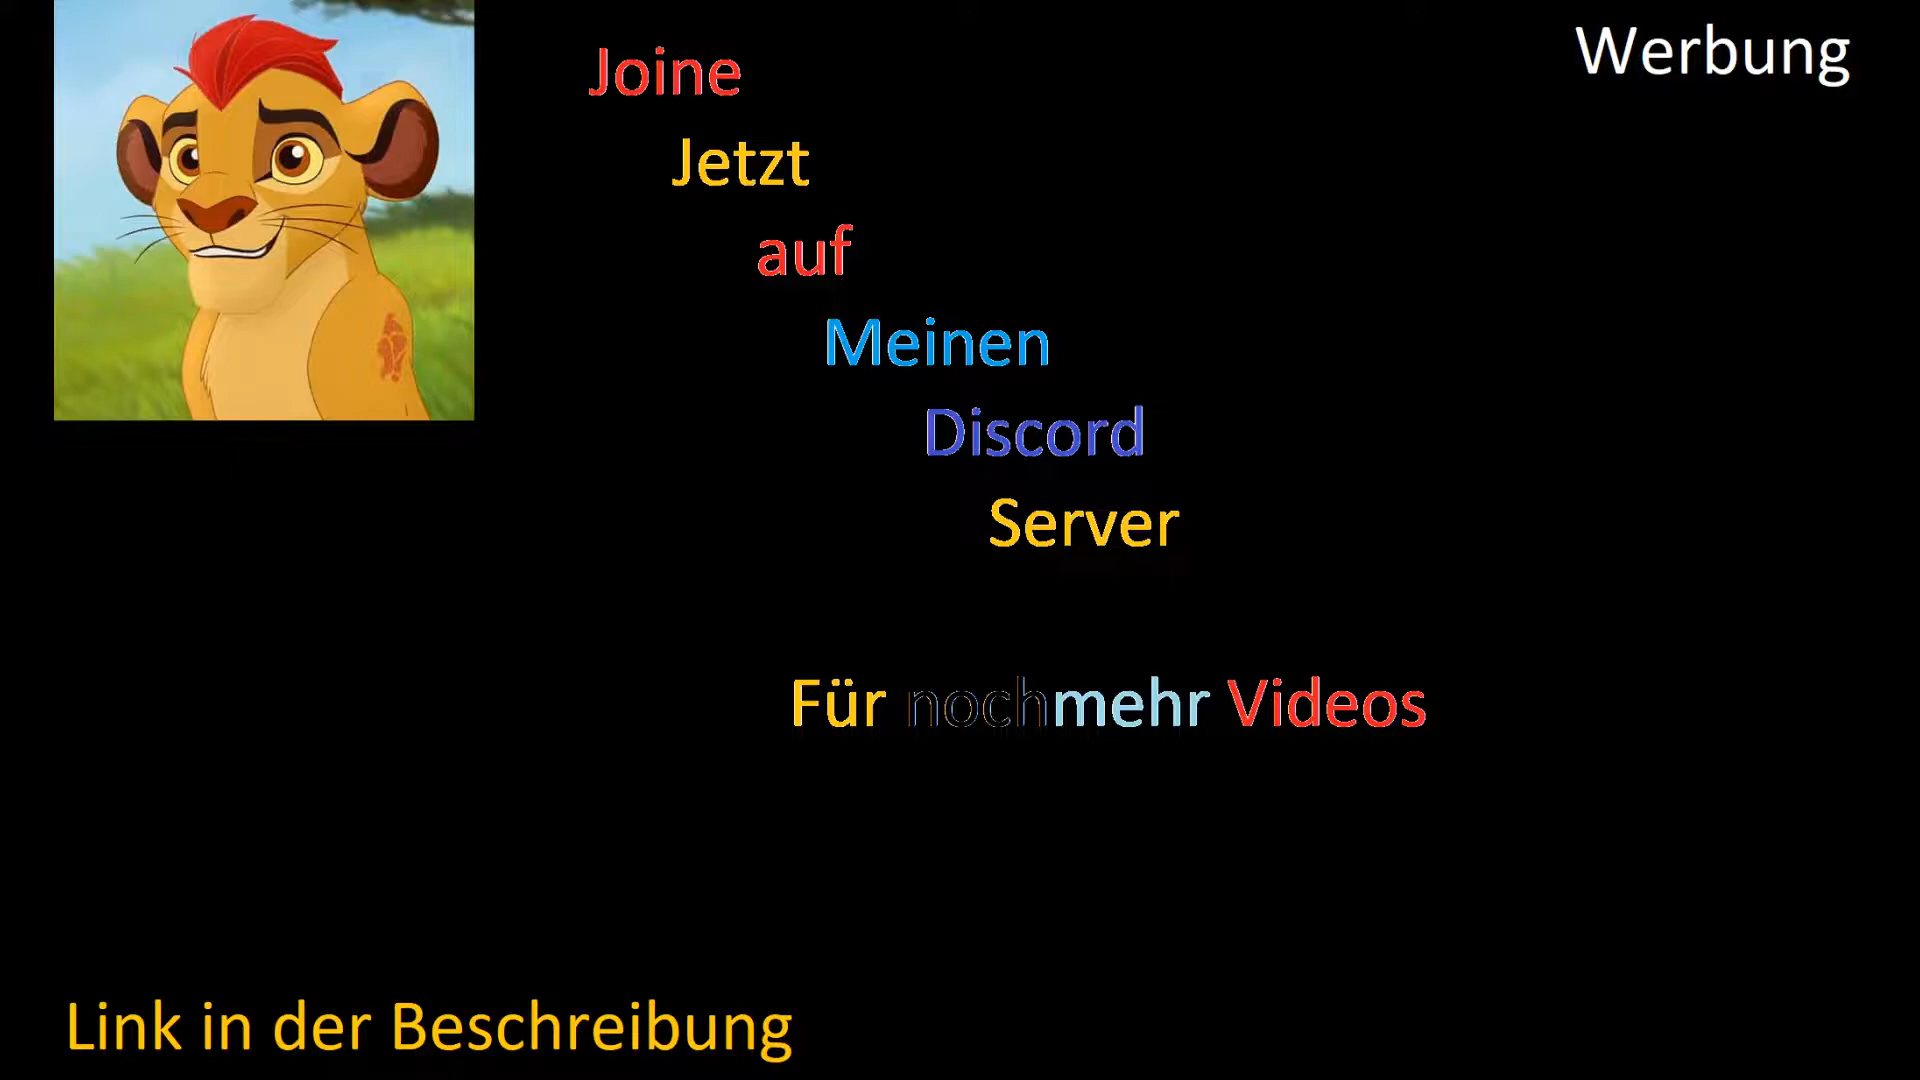 Werbung
Joine
Jetzt
auf
Meinen
Discord
Server
Für nochmehr Videos
Link in der Beschreibung